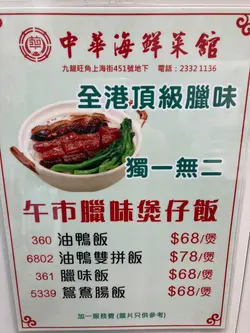 中華海鮮菜館
九龍旺角上海街451號地下 電話：2332 1136
全港頂級臘味
獨一無二
午市臘味煲仔飯
360 油鴨飯 $68/煲
6802 油鴨雙拼飯 $78/煲
361 臘味飯 $68/煲
5339 鴛鴦腸飯 $68/煲
加一服務費 (圖片只供參考)